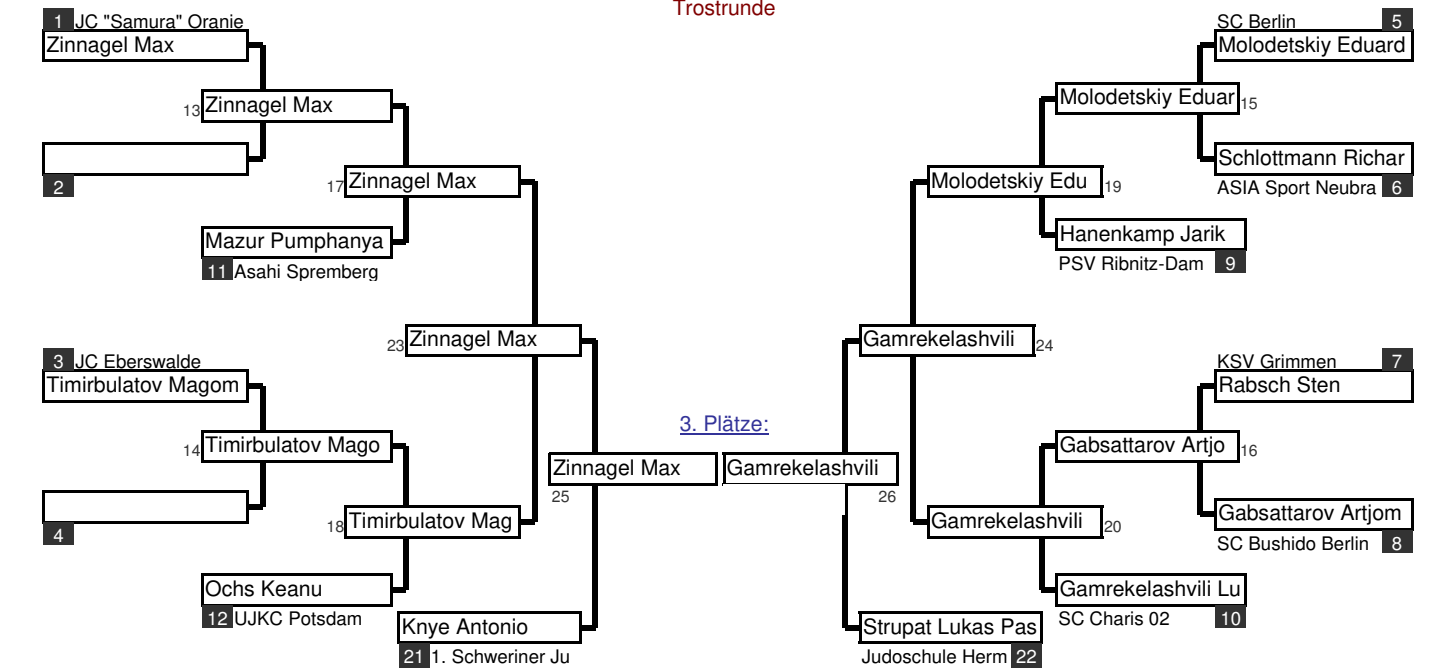 Trostrunde
1 JC "Samura" Oranie
Zinnagel Max
13 Zinnagel Max
2
17 Zinnagel Max
Mazur Pumphanya
11 Asahi Spremberg
23 Zinnagel Max
3 JC Eberswalde
Timirbulatov Magom
14 Timirbulatov Mago
4
18 Timirbulatov Mag
Ochs Keanu
12 UJKC Potsdam
Knye Antonio
21 1. Schweriner Ju
3. Plätze:
Zinnagel Max
25
Gamrekelashvili
26
SC Berlin 5
Molodetskiy Eduard
Molodetskiy Eduar 15
Schlottmann Richar
ASIA Sport Neubra 6
Molodetskiy Edu 19
Hanenkamp Jarik
PSV Ribnitz-Dam 9
Gamrekelashvili 24
KSV Grimmen 7
Rabsch Sten
Gabsattarov Artjo 16
Gabsattarov Artjom
SC Bushido Berlin 8
Gamrekelashvili 20
Gamrekelashvili Lu
SC Charis 02 10
Strupat Lukas Pas
Judoschule Herm 22